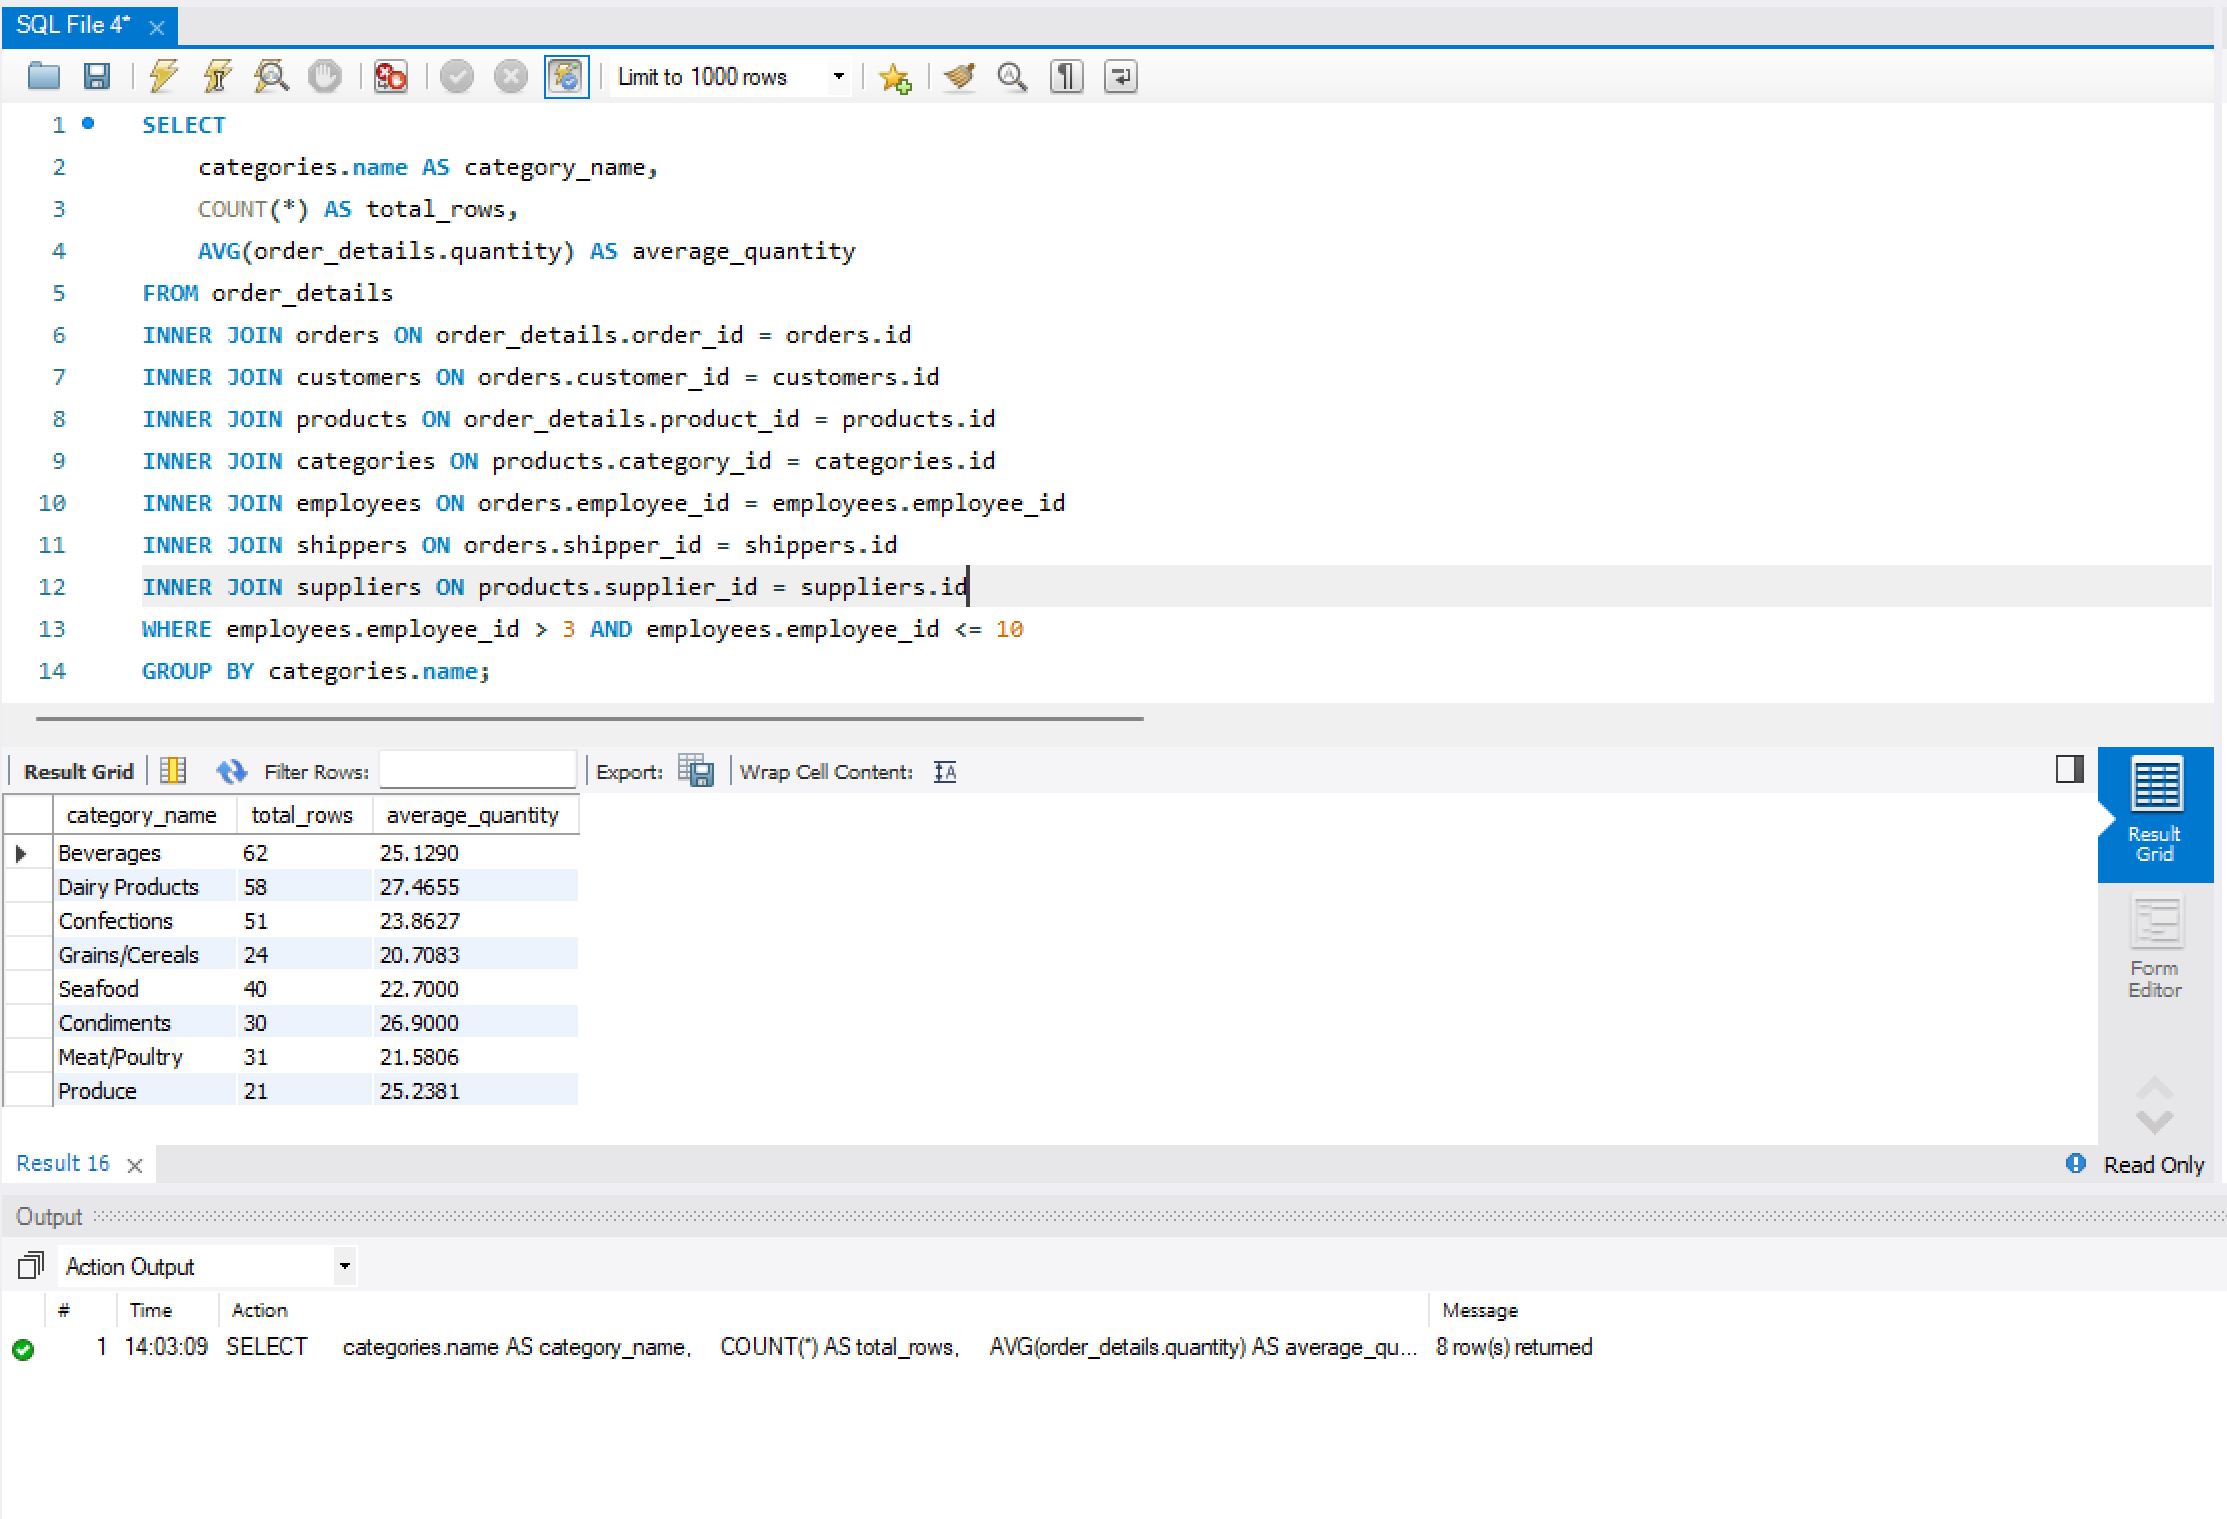 SQL File 4*
Limit to 1000 rows
1 SELECT
2 categories.name AS category_name,
3 COUNT(*) AS total_rows,
4 AVG(order_details.quantity) AS average_quantity
5 FROM order_details
6 INNER JOIN orders ON order_details.order_id = orders.id
7 INNER JOIN customers ON orders.customer_id = customers.id
8 INNER JOIN products ON order_details.product_id = products.id
9 INNER JOIN categories ON products.category_id = categories.id
10 INNER JOIN employees ON orders.employee_id = employees.employee_id
11 INNER JOIN shippers ON orders.shipper_id = shippers.id
12 INNER JOIN suppliers ON products.supplier_id = suppliers.id
13 WHERE employees.employee_id > 3 AND employees.employee_id <= 10
14 GROUP BY categories.name;
Result Grid Filter Rows: Export: Wrap Cell Content:
category_name total_rows average_quantity
Beverages 62 25.1290
Dairy Products 58 27.4655
Confections 51 23.8627
Grains/Cereals 24 20.7083
Seafood 40 22.7000
Condiments 30 26.9000
Meat/Poultry 31 21.5806
Produce 21 25.2381
Result
Grid
Form
Editor
Result 16 Read Only
Output
Action Output
# Time Action Message
1 14:03:09 SELECT categories.name AS category_name, COUNT(*) AS total_rows, AVG(order_details.quantity) AS average_qu... 8 row(s) returned